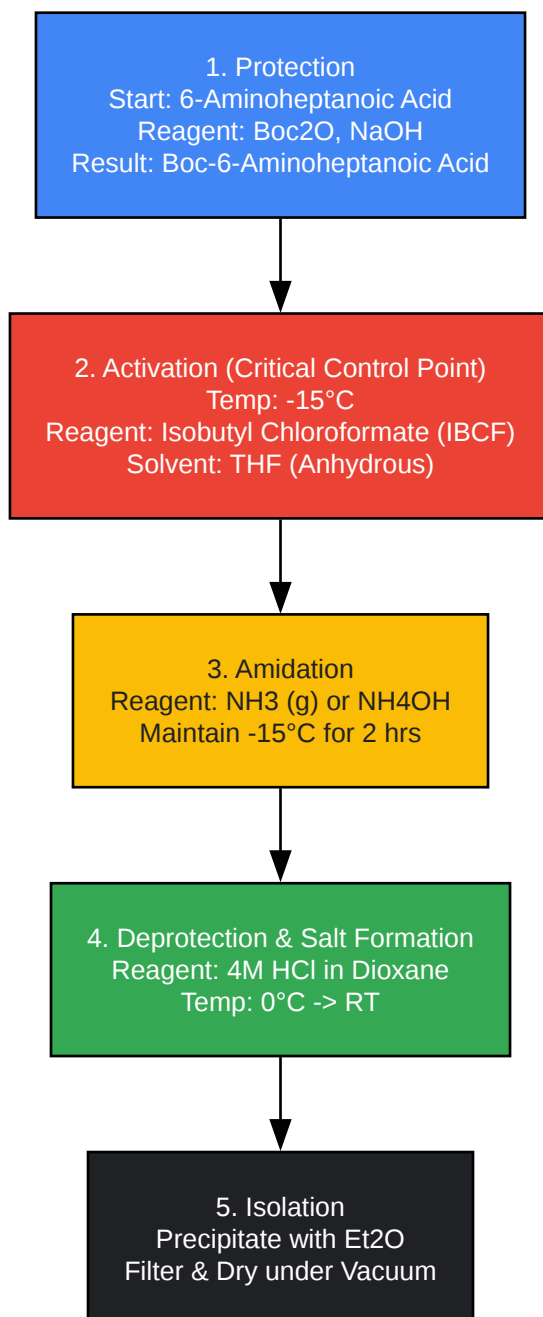 1. Protection
Start: 6-Aminoheptanoic Acid
Reagent: Boc2O, NaOH
Result: Boc-6-Aminoheptanoic Acid
2. Activation (Critical Control Point)
Temp: -15°C
Reagent: Isobutyl Chloroformate (IBCF)
Solvent: THF (Anhydrous)
3. Amidation
Reagent: NH3 (g) or NH4OH
Maintain -15°C for 2 hrs
4. Deprotection & Salt Formation
Reagent: 4M HCl in Dioxane
Temp: 0°C -> RT
5. Isolation
Precipitate with Et2O
Filter & Dry under Vacuum